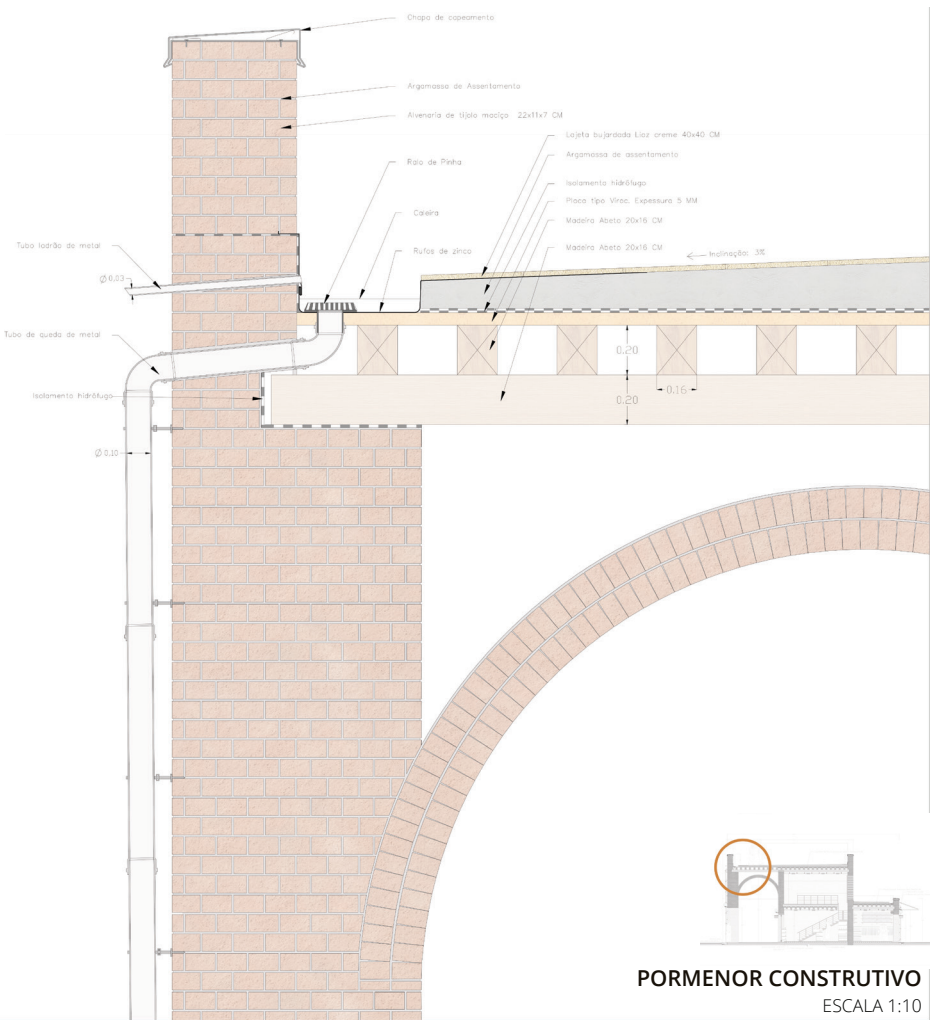 Chapa de capeamento
Argamassa de Assentamento
Alvenaria de tijolo maciço 22x11x7 CM
Lajeta bujardada Lioz creme 40x40 CM
Ralo de Pinha
Argamassa de assentamento
Isolamento hidrófugo
Caleira
Placa tipo Viroc. Expessura 5 MM
Madeira Abeto 20x16 CM
Tubo ladrão de metal
Rufos de zinco
Madeira Abeto 20x16 CM
Inclinação: 3%
Ø 0.03
Tubo de queda de metal
0.20
0.16
Isolamento hidrófugo
0.20
Ø 0.10
PORMENOR CONSTRUTIVO
ESCALA 1:10